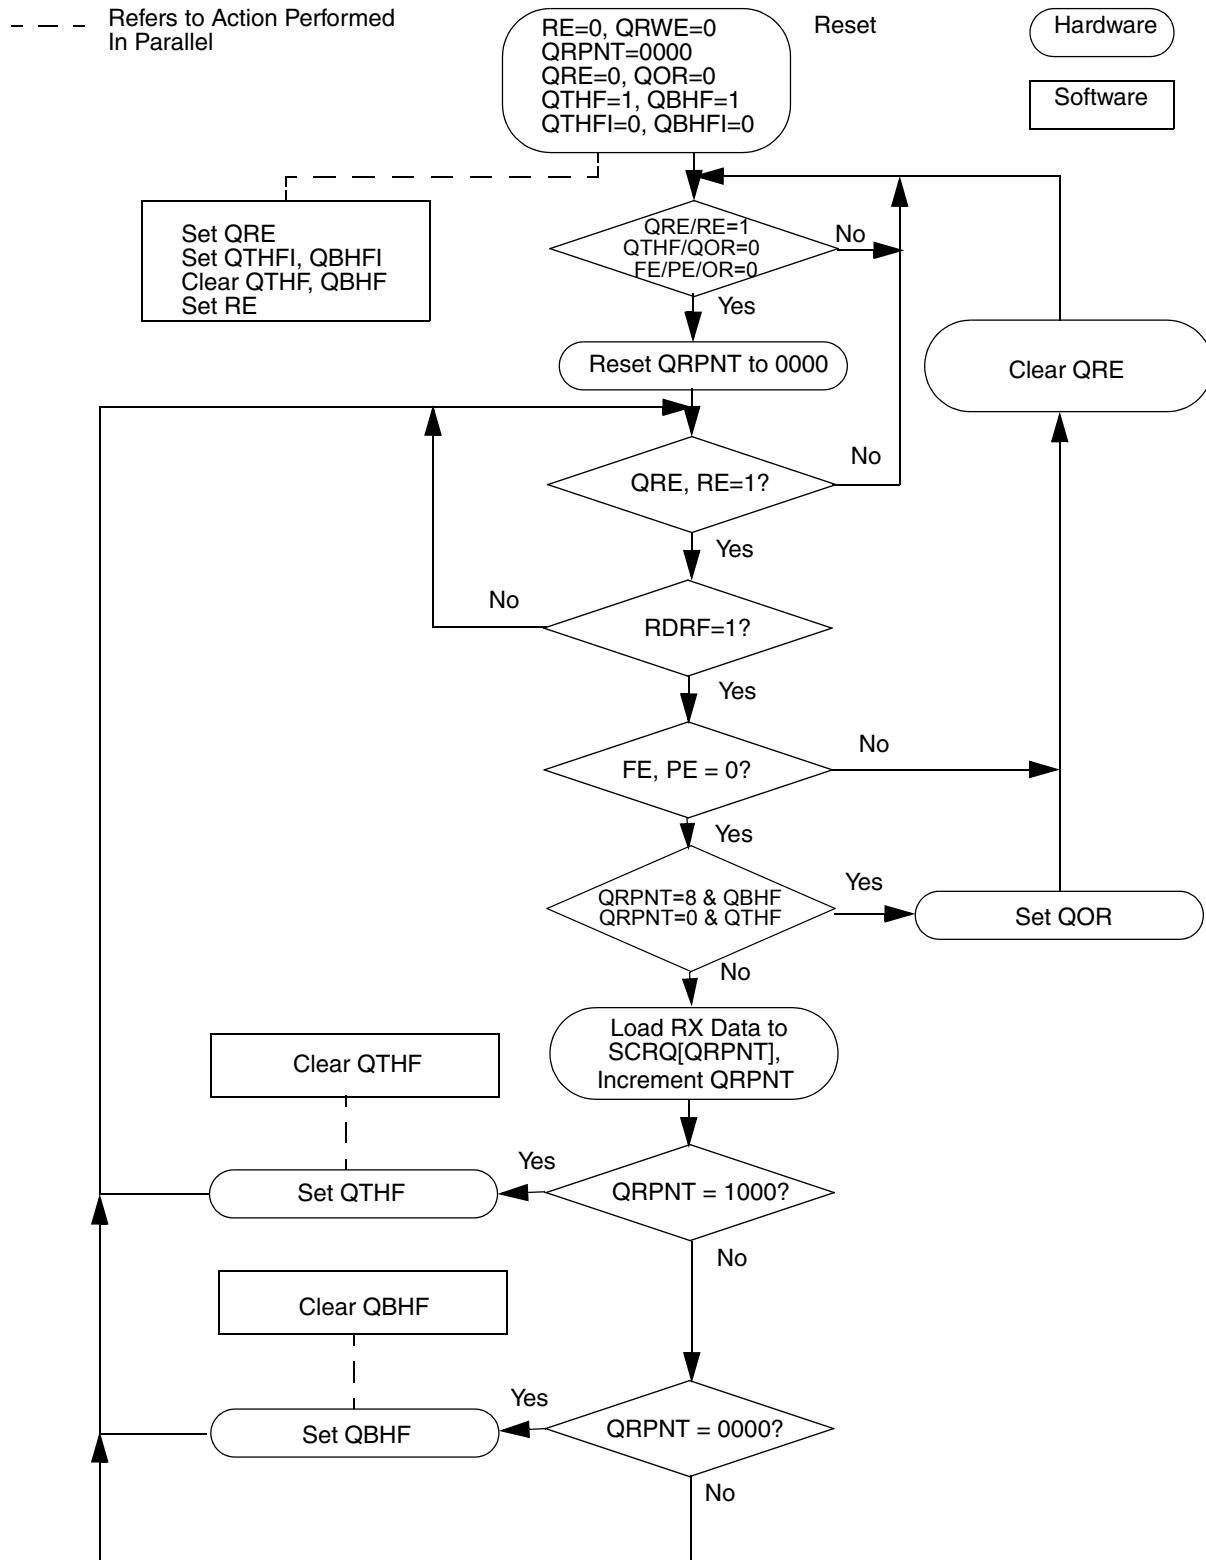 Refers to Action Performed
In Parallel
RE=0, QRWE=0
QRPNT=0000
QRE=0, QOR=0
QTHF=1, QBHF=1
QTHFI=0, QBHFI=0
Reset
Hardware
Software
Set QRE
Set QTHFI, QBHFI
Clear QTHF, QBHF
Set RE
QRE/RE=1
QTHF/QOR=0
FE/PE/OR=0
No
Yes
Reset QRPNT to 0000
Clear QRE
QRE, RE=1?
No
Yes
RDRF=1?
No
Yes
FE, PE = 0?
No
Yes
QRPNT=8 & QBHF
QRPNT=0 & QTHF
Yes
Set QOR
No
Load RX Data to
SCRQ[QRPNT],
Increment QRPNT
Clear QTHF
Set QTHF
Yes
QRPNT = 1000?
No
Clear QBHF
Set QBHF
Yes
QRPNT = 0000?
No